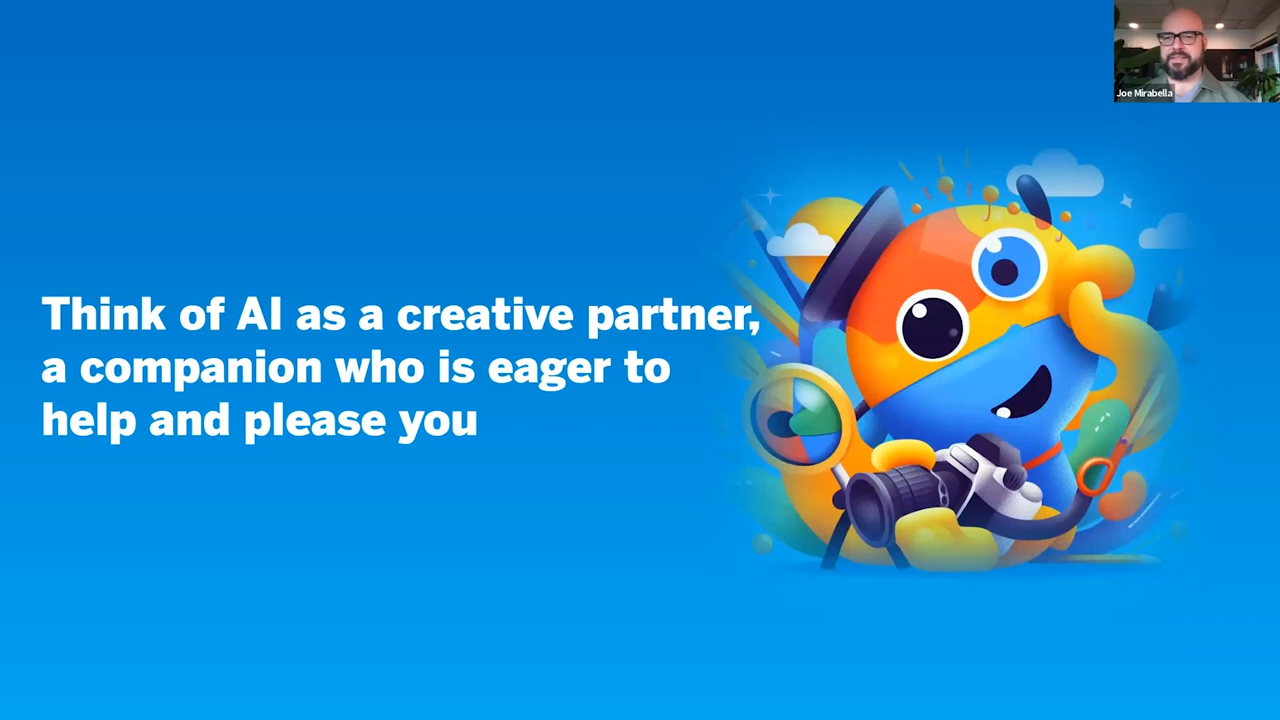 Joe Mirabella
Think of AI as a creative partner,
a companion who is eager to
help and please you